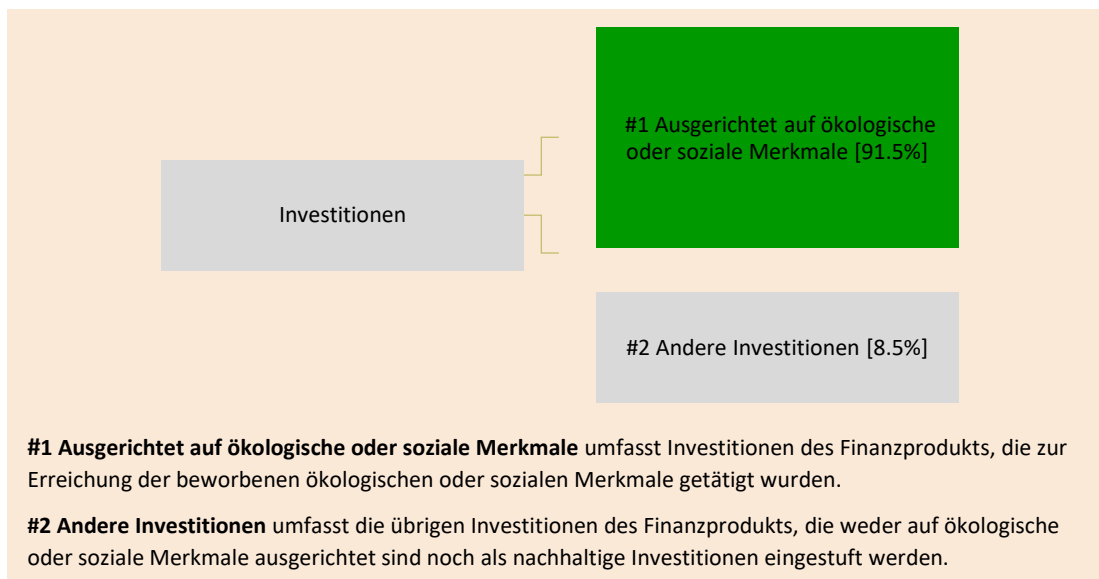 #1 Ausgerichtet auf ökologische
oder soziale Merkmale [91.5%]
Investitionen
#2 Andere Investitionen [8.5%]
#1 Ausgerichtet auf ökologische oder soziale Merkmale umfasst Investitionen des Finanzprodukts, die zur
Erreichung der beworbenen ökologischen oder sozialen Merkmale getätigt wurden.
#2 Andere Investitionen umfasst die übrigen Investitionen des Finanzprodukts, die weder auf ökologische
oder soziale Merkmale ausgerichtet sind noch als nachhaltige Investitionen eingestuft werden.